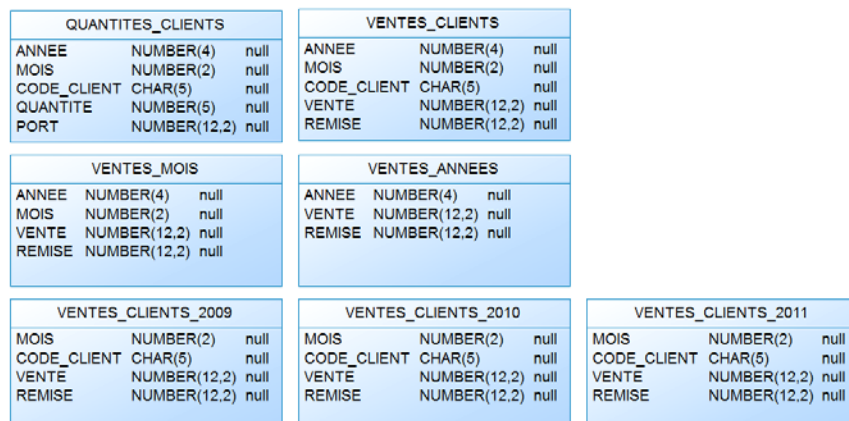 QUANTITES_CLIENTS
ANNEE NUMBER(4) null
MOIS NUMBER(2) null
CODE_CLIENT CHAR(5) null
QUANTITE NUMBER(5) null
PORT NUMBER(12,2) null
VENTES_CLIENTS
ANNEE NUMBER(4) null
MOIS NUMBER(2) null
CODE_CLIENT CHAR(5) null
VENTE NUMBER(12,2) null
REMISE NUMBER(12,2) null
VENTES_MOIS
ANNEE NUMBER(4) null
MOIS NUMBER(2) null
VENTE NUMBER(12,2) null
REMISE NUMBER(12,2) null
VENTES_ANNEES
ANNEE NUMBER(4) null
VENTE NUMBER(12,2) null
REMISE NUMBER(12,2) null
VENTES_CLIENTS_2009
MOIS NUMBER(2) null
CODE_CLIENT CHAR(5) null
VENTE NUMBER(12,2) null
REMISE NUMBER(12,2) null
VENTES_CLIENTS_2010
MOIS NUMBER(2) null
CODE_CLIENT CHAR(5) null
VENTE NUMBER(12,2) null
REMISE NUMBER(12,2) null
VENTES_CLIENTS_2011
MOIS NUMBER(2) null
CODE_CLIENT CHAR(5) null
VENTE NUMBER(12,2) null
REMISE NUMBER(12,2) null